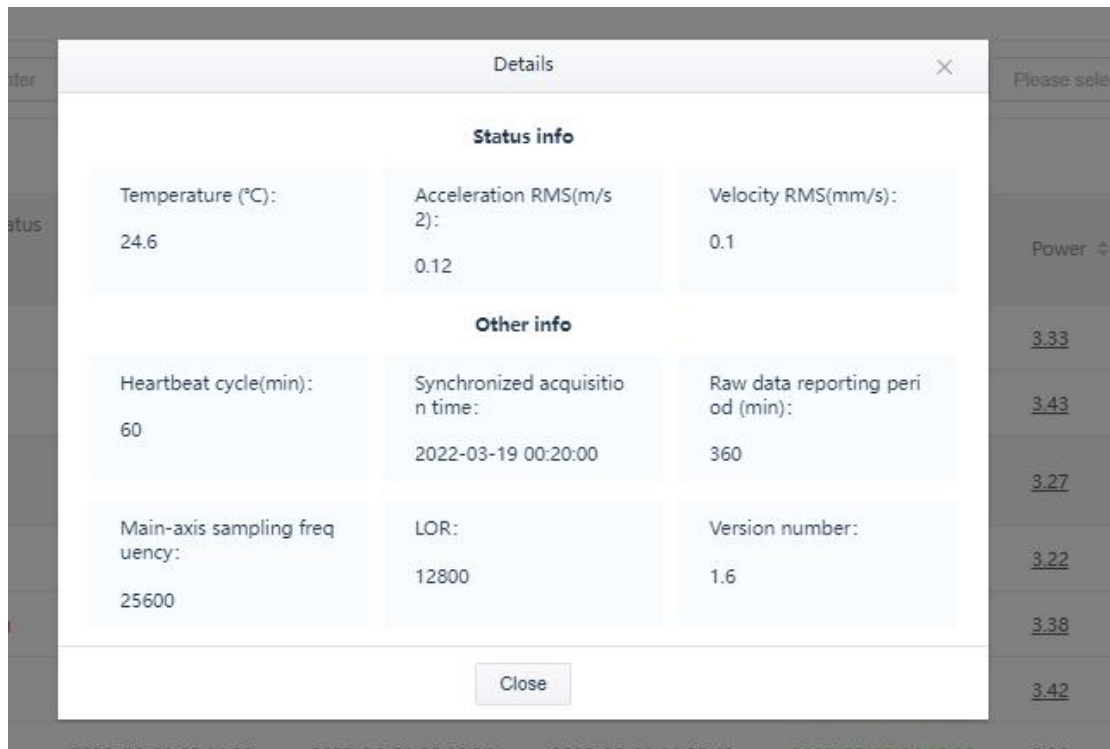 Details
Please sele
Status info
Temperature (°C):
24.6
Acceleration RMS(m/s
2):
0.12
Velocity RMS(mm/s):
0.1
atus
Power
Other info
Heartbeat cycle(min):
60
Synchronized acquisitio
n time:
2022-03-19 00:20:00
Raw data reporting peri
od (min):
360
Main-axis sampling freq
uency:
25600
LOR:
12800
Version number:
1.6
3.33
3.43
3.27
3.22
3.38
3.42
Close